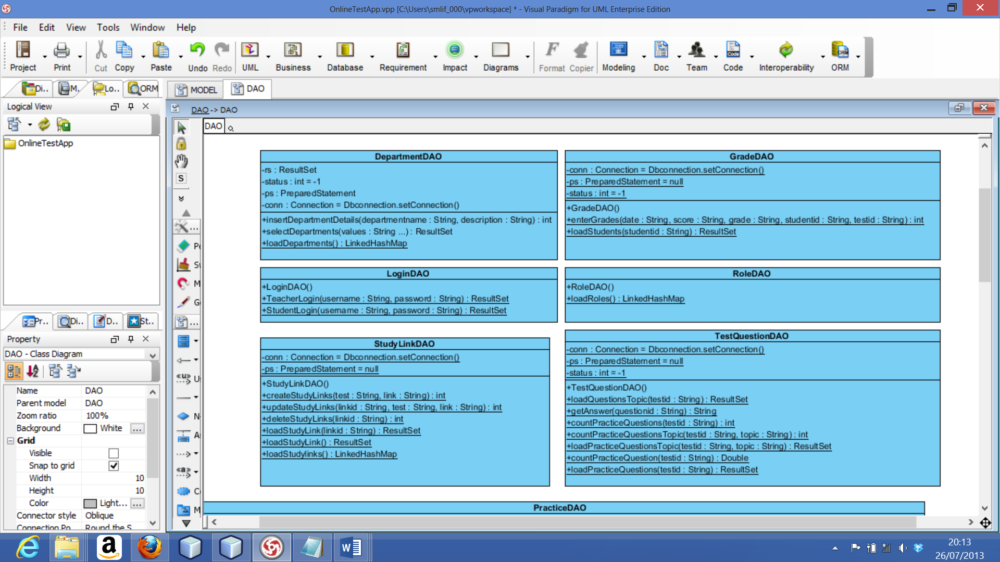 OnlineTestApp.vpp [C:\Users\smlif_000\vpworkspace] * - Visual Paradigm for UML Enterprise Edition
File Edit View Tools Window Help
Project Print Cut Copy Paste Undo Redo UML Business Database Requirement Impact Diagrams Format Copier Modeling Doc Team Code Interoperability ORM
Di.. M. Lo.. ORM
MODEL DAO
Logical View
DAO -> DAO
DAO
OnlineTestApp
S
DepartmentDAO
-rs : ResultSet
-status : int = -1
-ps : PreparedStatement
-conn : Connection = Dbconnection.setConnection()
+insertDepartmentDetails(departmentname : String, description : String) : int
+selectDepartments(values : String ...) : ResultSet
+loadDepartments() : LinkedHashMap
GradeDAO
-conn : Connection = Dbconnection.setConnection()
-ps : PreparedStatement = null
-status : int = -1
+GradeDAO()
+enterGrades(date : String, score : String, grade : String, studentid : String, testid : String) : int
+loadStudents(studentid : String) : ResultSet
LoginDAO
+LoginDAO()
+TeacherLogin(username : String, password : String) : ResultSet
+StudentLogin(username : String, password : String) : ResultSet
RoleDAO
+RoleDAO()
+loadRoles() : LinkedHashMap
StudyLinkDAO
-conn : Connection = Dbconnection.setConnection()
-ps : PreparedStatement = null
+StudyLinkDAO()
+createStudyLinks(test : String, link : String) : int
+updateStudyLinks(linkid : String, test : String, link : String) : int
+deleteStudyLinks(linkid : String) : int
+loadStudyLink(linkid : String) : ResultSet
+loadStudyLink() : ResultSet
+loadStudylinks() : LinkedHashMap
TestQuestionDAO
-conn : Connection = Dbconnection.setConnection()
-ps : PreparedStatement = null
-status : int = -1
+TestQuestionDAO()
+loadQuestionsTopic(testid : String) : ResultSet
+getAnswer(questionid : String) : String
+countPracticeQuestions(testid : String) : int
+countPracticeQuestionsTopic(testid : String, topic : String) : int
+loadPracticeQuestionsTopic(testid : String, topic : String) : ResultSet
+countPracticeQuestion(testid : String) : Double
+loadPracticeQuestions(testid : String) : ResultSet
PracticeDAO
Pr.. Di.. D.. St..
Property
DAO - Class Diagram
Name DAO
Parent model DAO
Zoom ratio 100%
Background White ...
Grid
Visible
Snap to grid
Width 10
Height 10
Color Light... ...
Connector style Oblique
Connection Po Round the S
20:13
26/07/2013